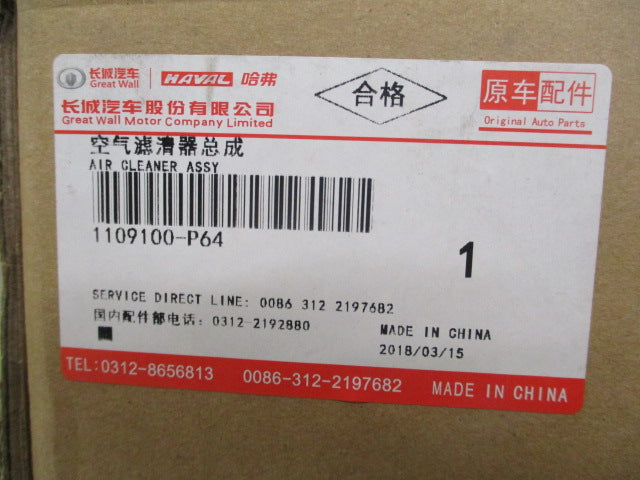 长城汽车
Great Wall
HAVAL 哈弗
长城汽车股份有限公司
Great Wall Motor Company Limited
合格
原车配件
Original Auto Parts
空气滤清器总成
AIR CLEANER ASSY
1109100-P64
1
SERVICE DIRECT LINE: 0086 312 2197682
国内配件部电话: 0312-2192880
MADE IN CHINA
2018/03/15
TEL:0312-8656813 0086-312-2197682 MADE IN CHINA